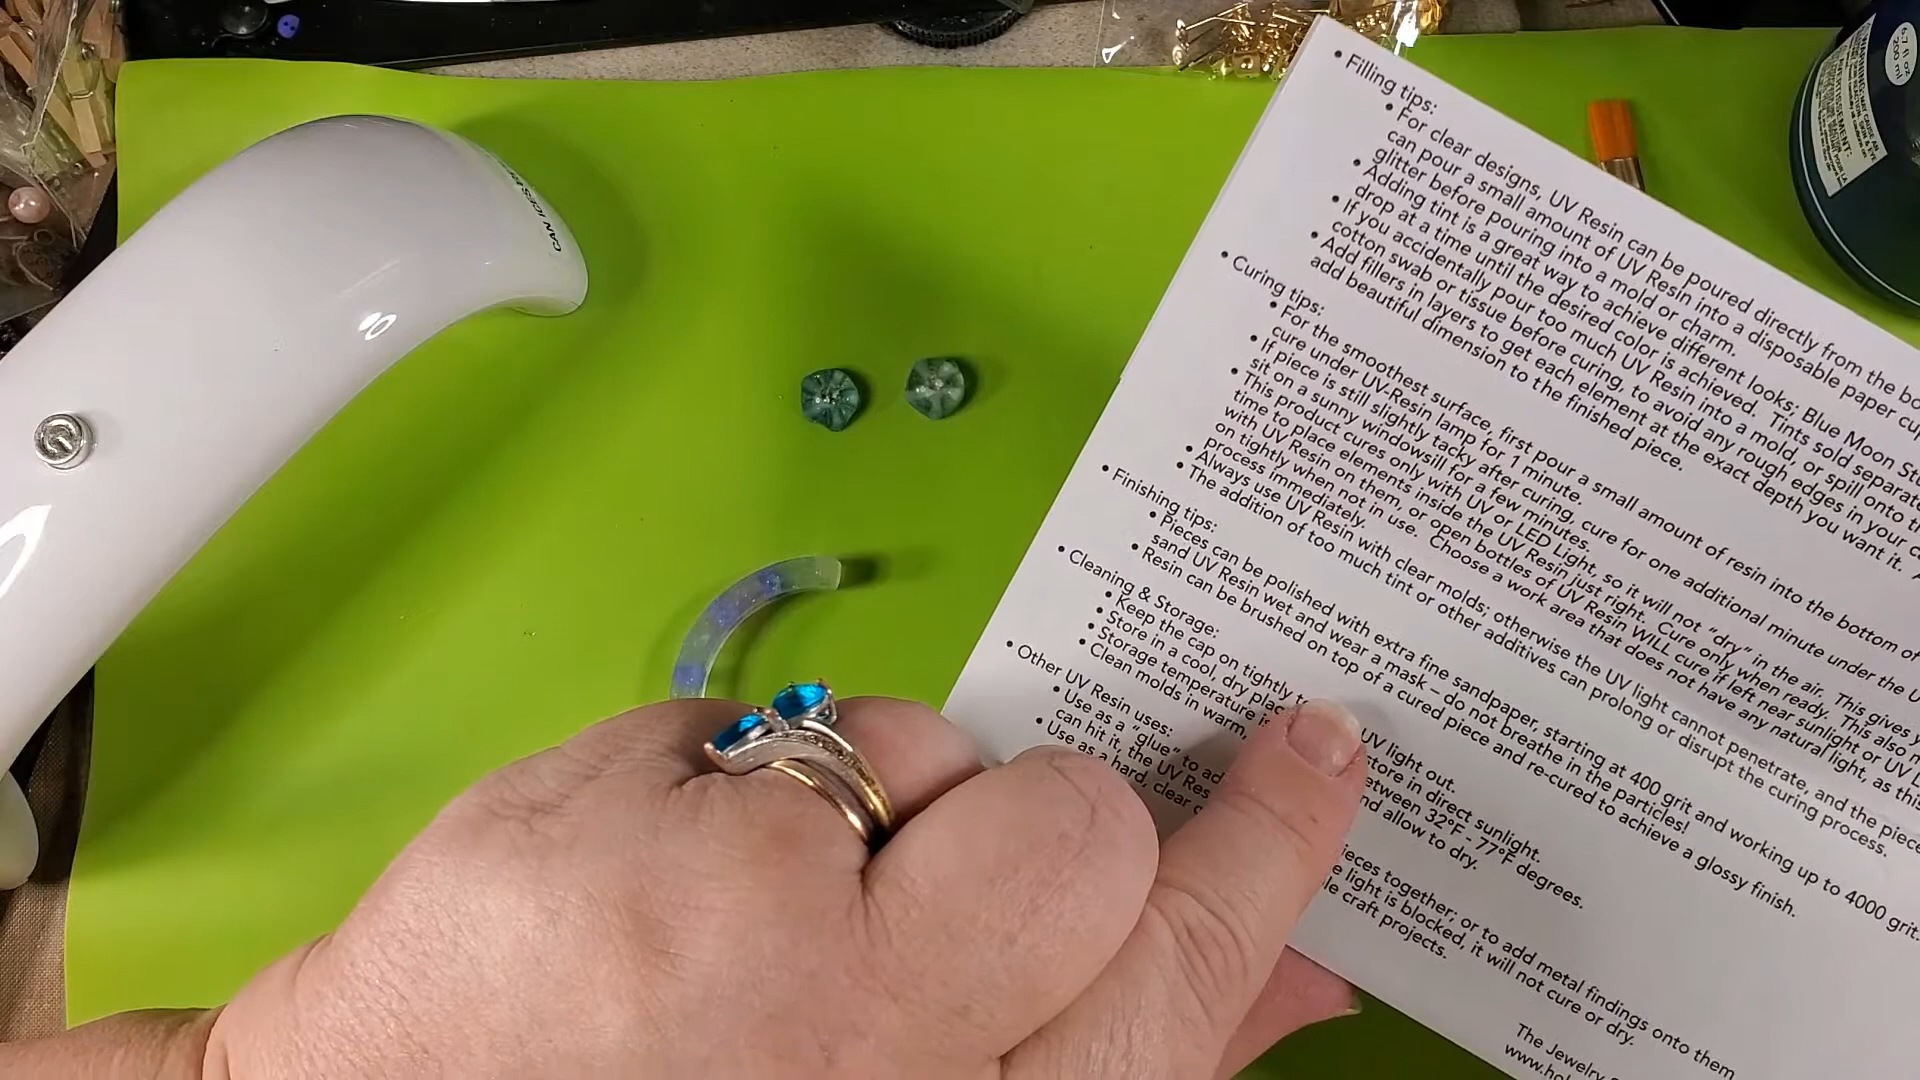 • Filling tips:
• For clear designs, UV Resin can be poured directly from the
can pour a small amount of UV Resin into a disposable paper
glitter before pouring into a mold or charm.
• Adding tint is a great way to achieve different looks; Blue Moon
drop at a time until the desired color is achieved. Tints sold
• If you accidentally pour too much UV Resin into a mold, or spill onto
cotton swab or tissue before curing, to avoid any rough edges in your
• Add fillers in layers to get each element at the exact depth you want it.
add beautiful dimension to the finished piece.
• Curing tips:
• For the smoothest surface, first pour a small amount of resin into the bottom of
cure under UV-Resin lamp for 1 minute.
• If piece is still slightly tacky after curing, cure for one additional minute under the
sit on a sunny windowsill for a few minutes.
• This product cures only with UV or LED Light, so it will not "dry" in the air. This gives
time to place elements inside the UV Resin just right. Cure only when ready. This also
with UV Resin on them, or open bottles of UV Resin WILL cure if left near sunlight or UV
on tightly when not in use. Choose a work area that does not have any natural light, as this
process immediately.
• Always use UV Resin with clear molds; otherwise the UV light cannot penetrate, and the
• The addition of too much tint or other additives can prolong or disrupt the curing process.
• Finishing tips:
• Pieces can be polished with extra fine sandpaper, starting at 400 grit and working up to 4000 grit.
sand UV Resin wet and wear a mask – do not breathe in the particles!
• Resin can be brushed on top of a cured piece and re-cured to achieve a glossy finish.
• Cleaning & Storage:
• Keep the cap on tightly UV light out.
• Store in a cool, dry in direct sunlight.
• Storage temperature 32°F - 77°F degrees.
• Clean molds in warm, allow to dry.
• Other UV Resin uses:
• Use as a "glue" to pieces together; or to add metal findings onto them
can hit it, the UV light is blocked, it will not cure or dry.
• Use as a hard, clear craft projects.
The Jewelry
6.7 fl oz
200 ml
WARNING: MAY CAUSE AN